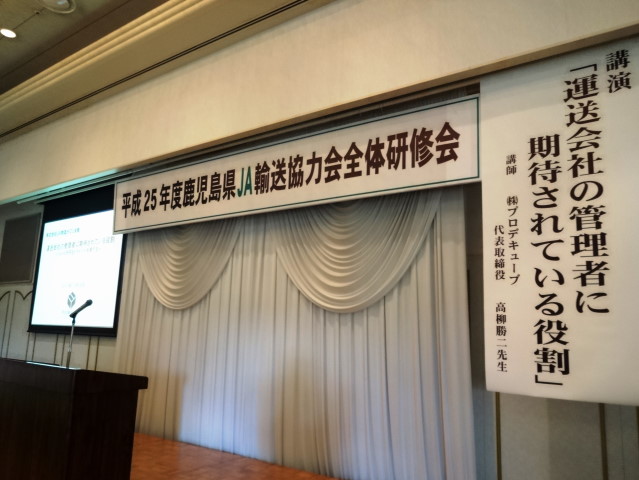 平成25年度鹿児島県JA輸送協力会全体研修会
講演
「運送会社の管理者に
期待されている役割」
講師 ㈱プロデキューブ
代表取締役 高柳勝二先生